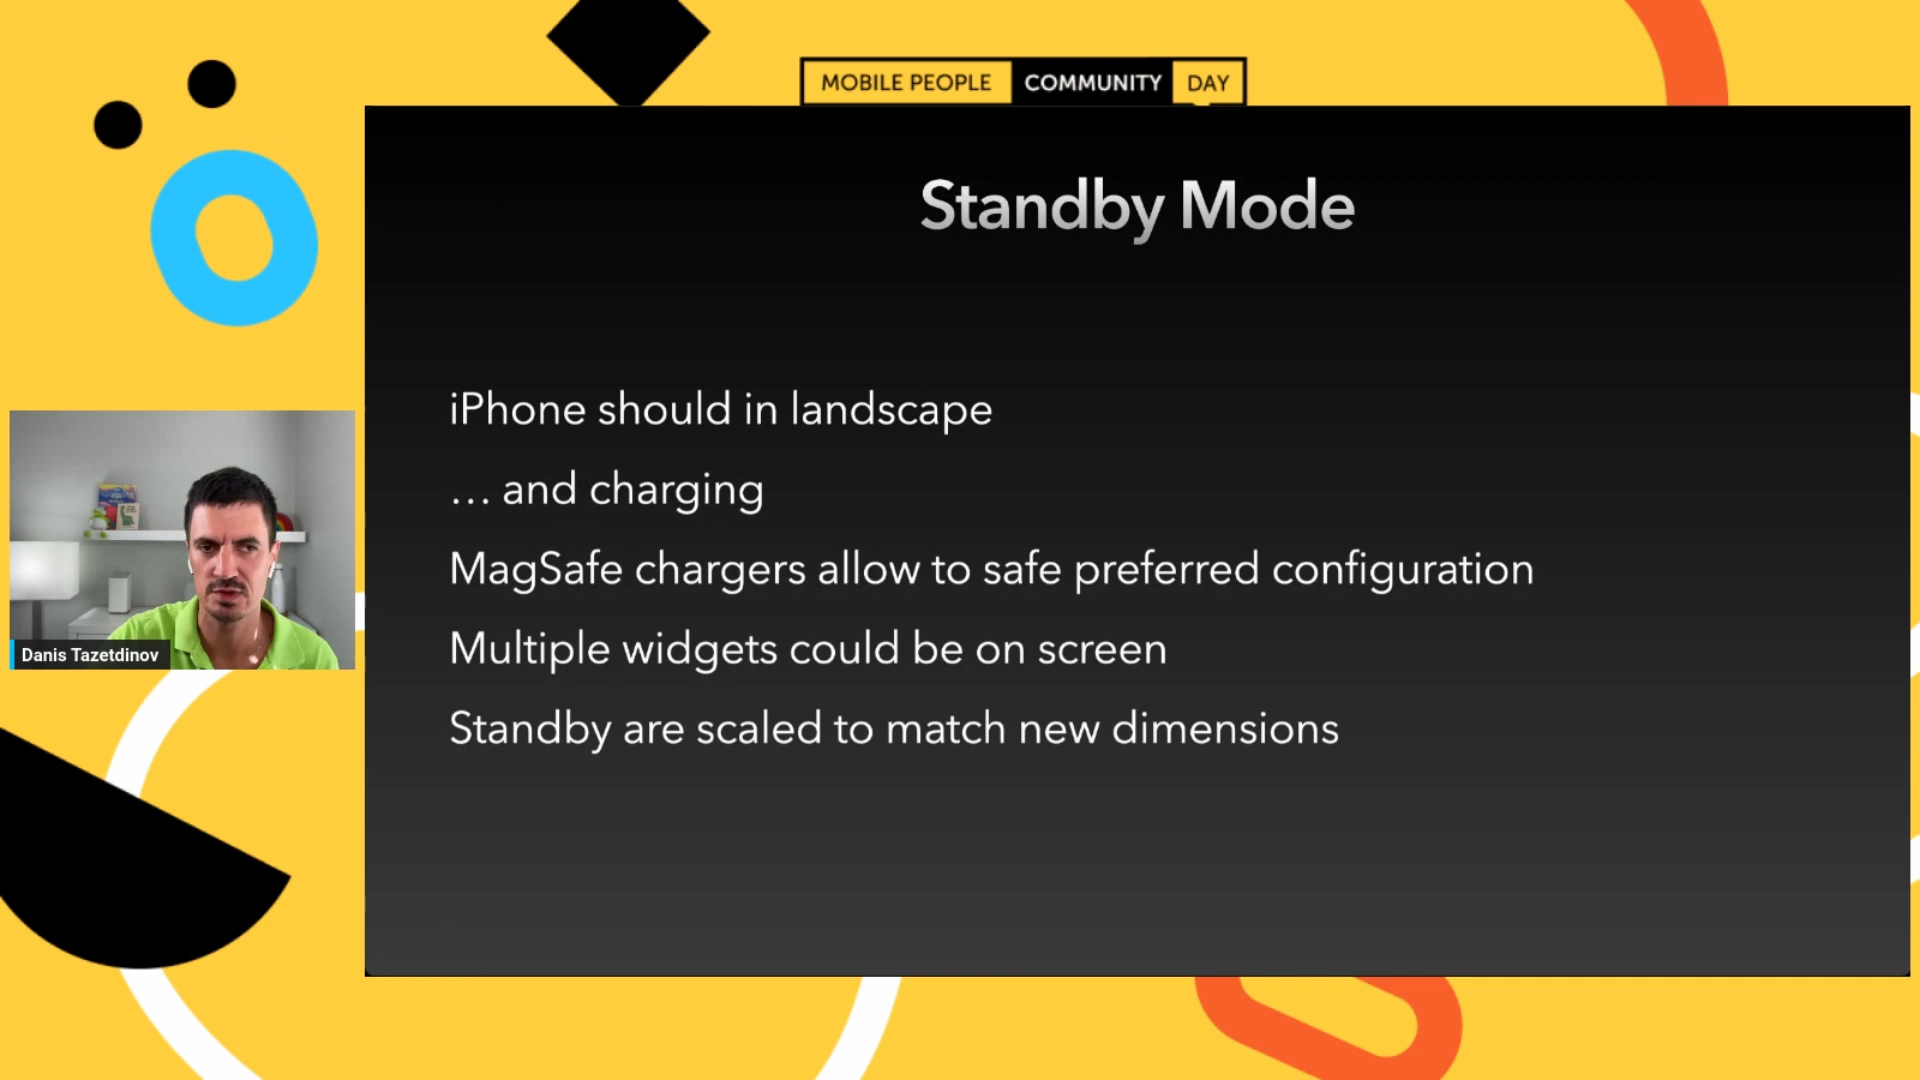 MOBILE PEOPLE COMMUNITY DAY
Standby Mode
iPhone should in landscape
… and charging
MagSafe chargers allow to safe preferred configuration
Multiple widgets could be on screen
Standby are scaled to match new dimensions
Danis Tazetdinov